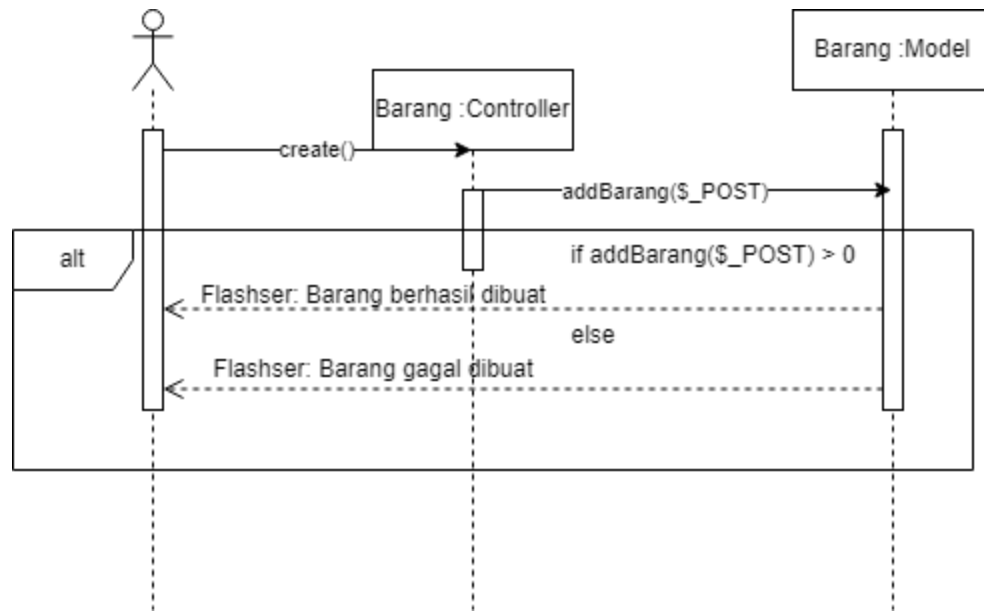 Barang :Model
Barang :Controller
create()
addBarang($_POST)
alt
if addBarang($_POST) > 0
Flashser: Barang berhasil dibuat
else
Flashser: Barang gagal dibuat